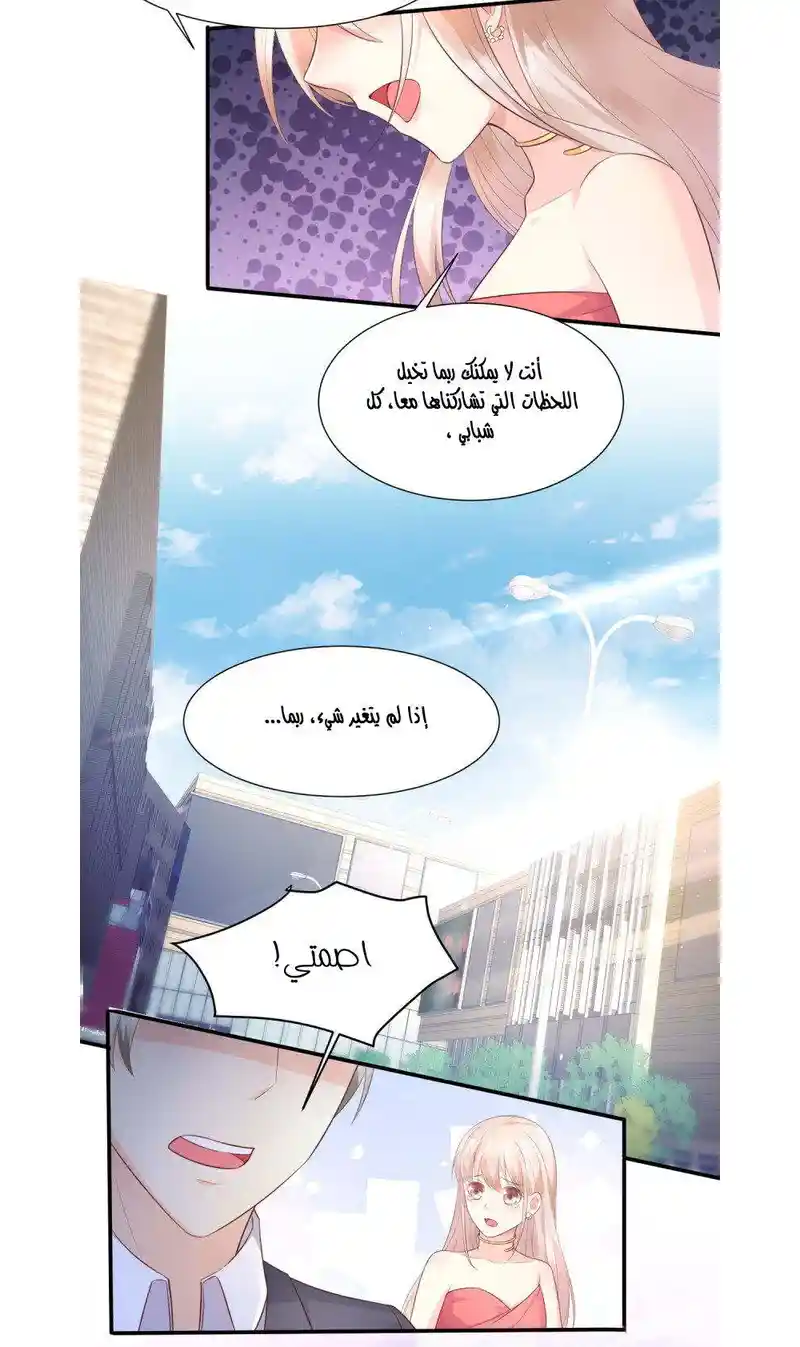 أنت لا يمكنك ربما تخيل
اللحظات التي تشاركناها معا، كل
شبابي ،
إذا لم يتغير شيء، ربما...
اصمتي!